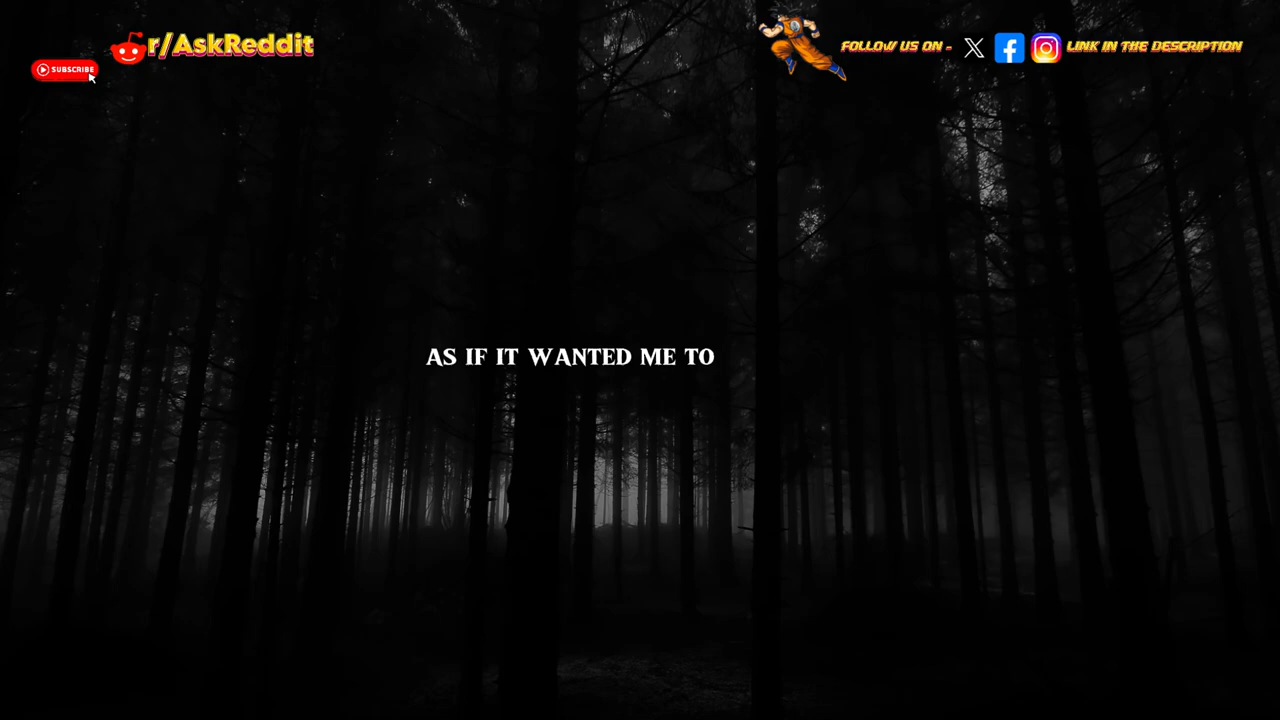 r/AskReddit
SUBSCRIBE
FOLLOW US ON -
LINK IN THE DESCRIPTION
AS IF IT WANTED ME TO